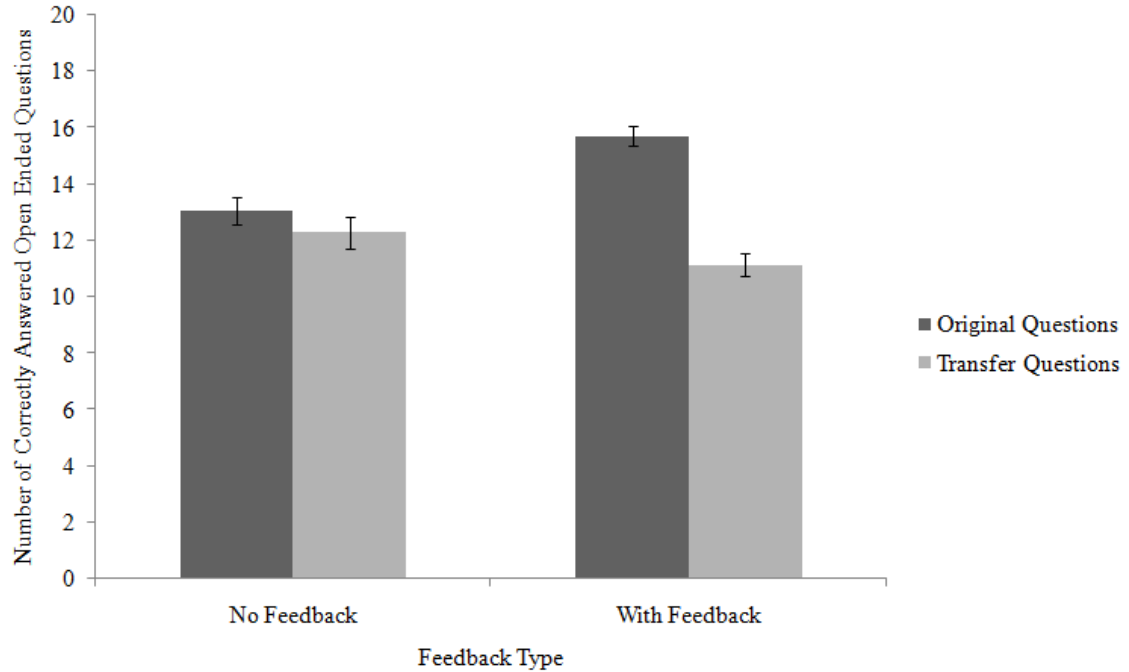 Number of Correctly Answered Open Ended Questions
20
18
16
14
12
10
8
6
4
2
0
No Feedback
With Feedback
Feedback Type
Original Questions
Transfer Questions